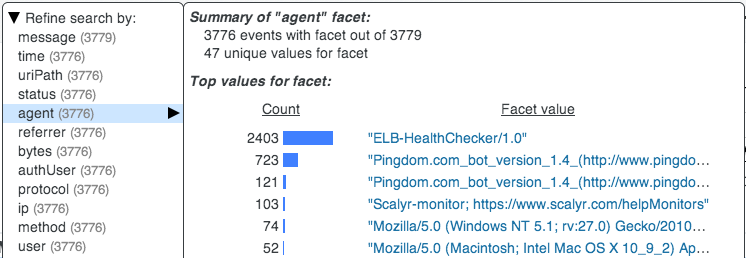 ▼ Refine search by:
message (3779)
time (3776)
uriPath (3776)
status (3776)
agent (3776) ▶
referrer (3776)
bytes (3776)
authUser (3776)
protocol (3776)
ip (3776)
method (3776)
user (3776)
Summary of "agent" facet:
3776 events with facet out of 3779
47 unique values for facet
Top values for facet:
Count Facet value
2403 "ELB-HealthChecker/1.0"
723 "Pingdom.com_bot_version_1.4_(http://www.pingdo…
121 "Pingdom.com_bot_version_1.4_(http://www.pingdo…
103 "Scalyr-monitor; https://www.scalyr.com/helpMonitors"
74 "Mozilla/5.0 (Windows NT 5.1; rv:27.0) Gecko/2010…
52 "Mozilla/5.0 (Macintosh; Intel Mac OS X 10_9_2) Ap…